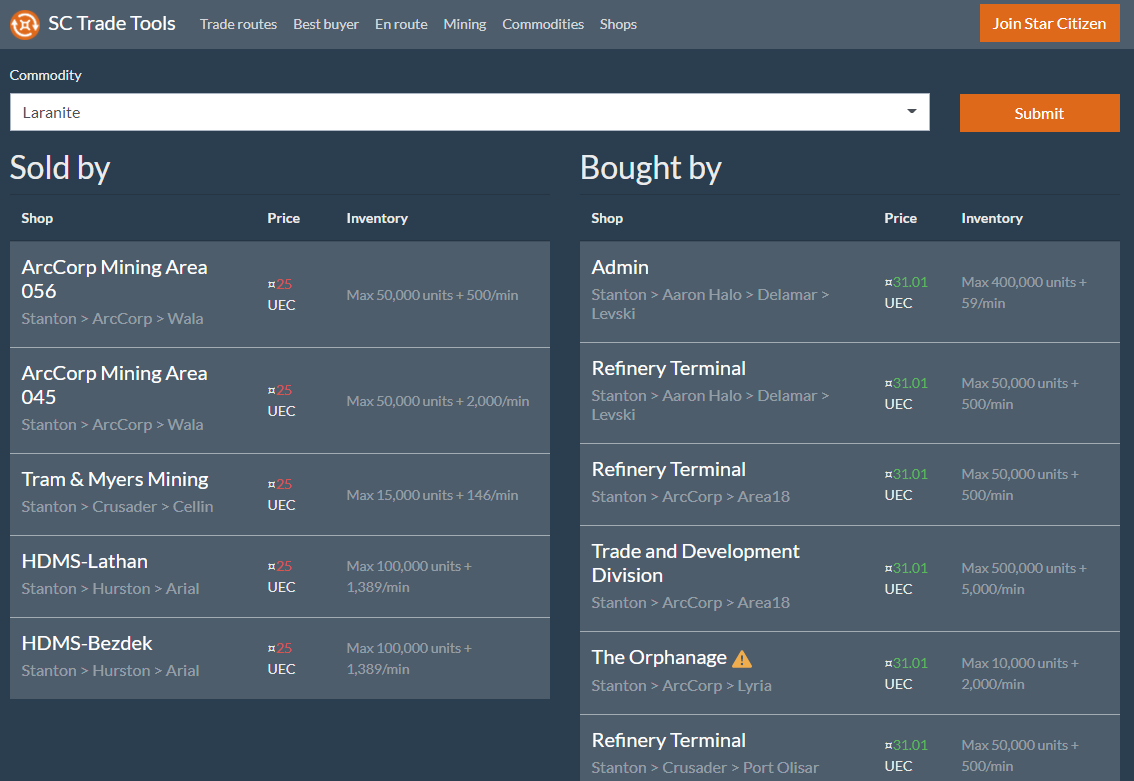 SC Trade Tools
Trade routes
Best buyer
En route
Mining
Commodities
Shops
Join Star Citizen
Commodity
Laranite
Submit
Sold by
Shop Price Inventory
ArcCorp Mining Area
056
Stanton > ArcCorp > Wala
¤25
UEC
Max 50,000 units + 500/min
ArcCorp Mining Area
045
Stanton > ArcCorp > Wala
¤25
UEC
Max 50,000 units + 2,000/min
Tram & Myers Mining
Stanton > Crusader > Cellin
¤25
UEC
Max 15,000 units + 146/min
HDMS-Lathan
Stanton > Hurston > Arial
¤25
UEC
Max 100,000 units +
1,389/min
HDMS-Bezdek
Stanton > Hurston > Arial
¤25
UEC
Max 100,000 units +
1,389/min
Bought by
Shop Price Inventory
Admin
Stanton > Aaron Halo > Delamar >
Levski
¤31.01
UEC
Max 400,000 units +
59/min
Refinery Terminal
Stanton > Aaron Halo > Delamar >
Levski
¤31.01
UEC
Max 50,000 units +
500/min
Refinery Terminal
Stanton > ArcCorp > Area18
¤31.01
UEC
Max 50,000 units +
500/min
Trade and Development
Division
Stanton > ArcCorp > Area18
¤31.01
UEC
Max 500,000 units +
5,000/min
The Orphanage
Stanton > ArcCorp > Lyria
¤31.01
UEC
Max 10,000 units +
2,000/min
Refinery Terminal
Stanton > Crusader > Port Olisar
¤31.01
UEC
Max 50,000 units +
500/min